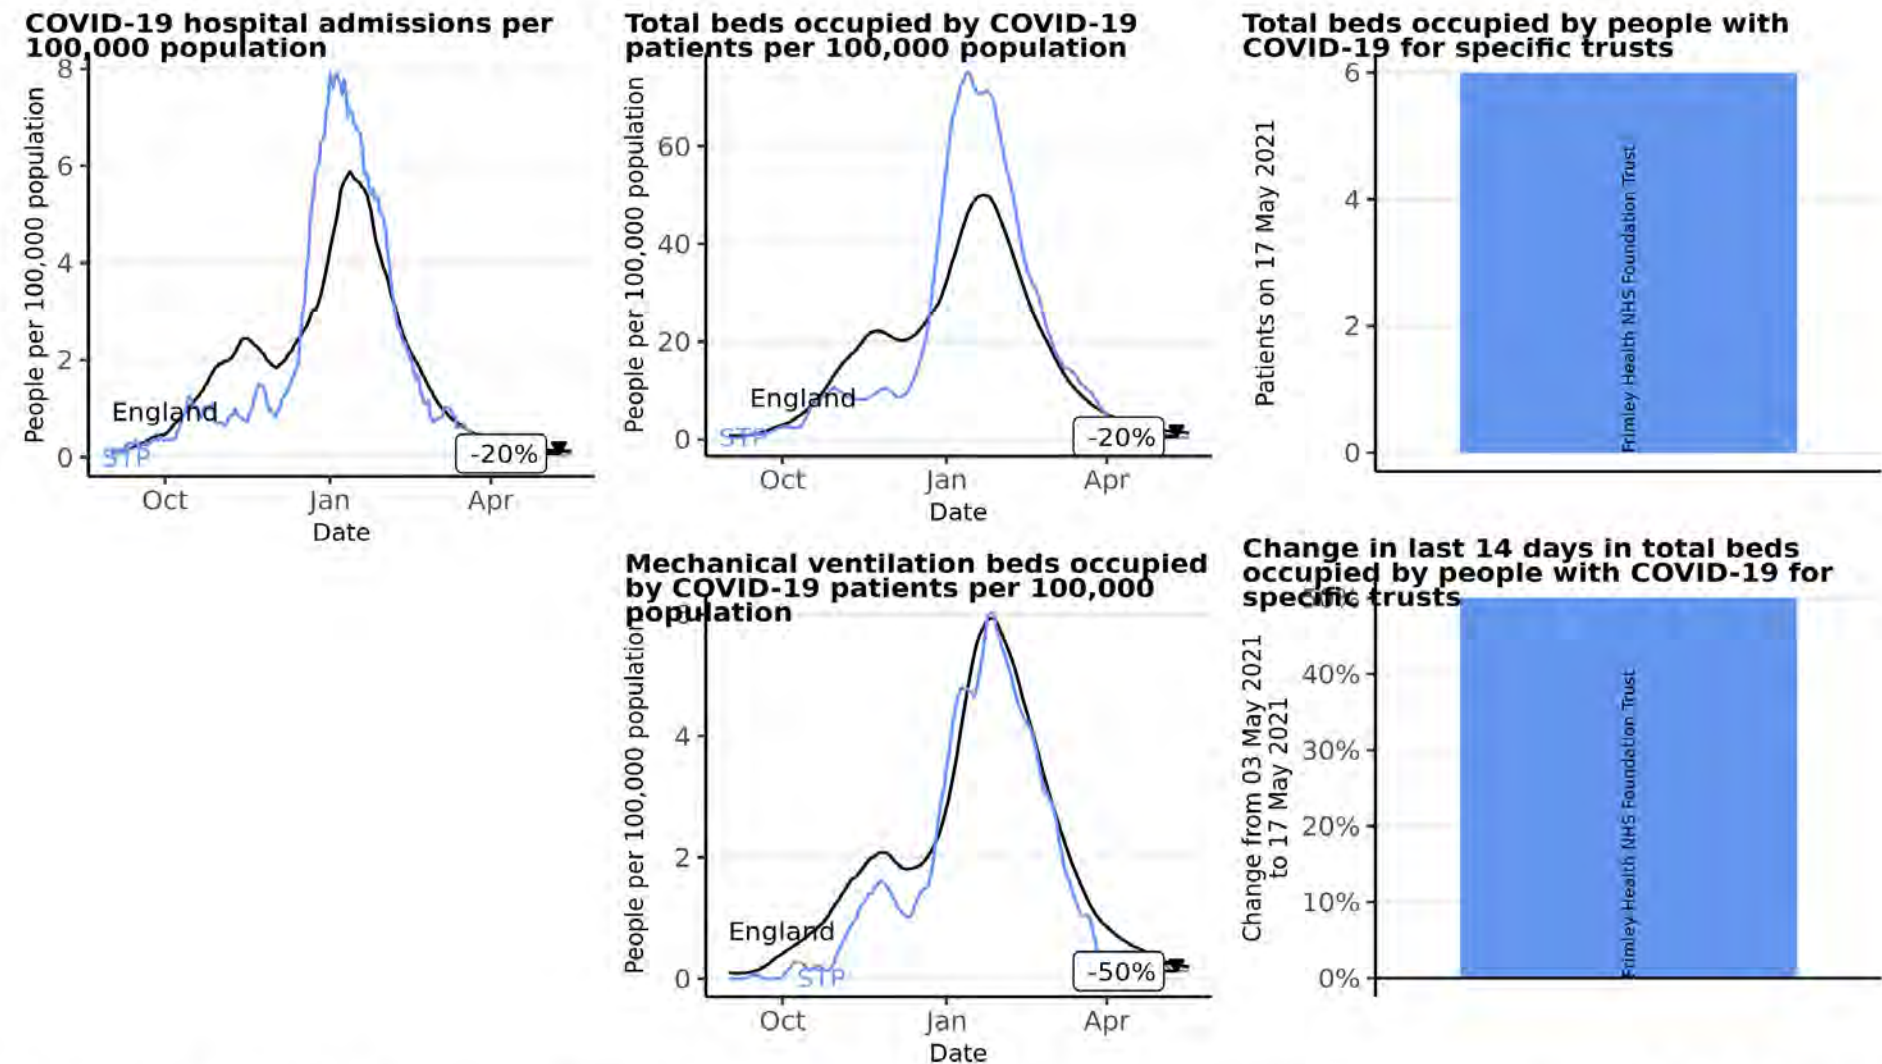 COVID-19 hospital admissions per
100,000 population
People per 100,000 population
8
6
4
2
0
England
STP
-20%
Oct
Jan
Apr
Date
Total beds occupied by COVID-19
patients per 100,000 population
People per 100,000 population
60
40
20
0
England
STP
-20%
Oct
Jan
Apr
Date
Total beds occupied by people with
COVID-19 for specific trusts
Patients on 17 May 2021
6
4
2
0
Frimley Health NHS Foundation Trust
Mechanical ventilation beds occupied
by COVID-19 patients per 100,000
population
People per 100,000 population
4
2
0
England
STP
-50%
Oct
Jan
Apr
Date
Change in last 14 days in total beds
occupied by people with COVID-19 for
specific trusts
Change from 03 May 2021
to 17 May 2021
40%
30%
20%
10%
0%
Frimley Health NHS Foundation Trust